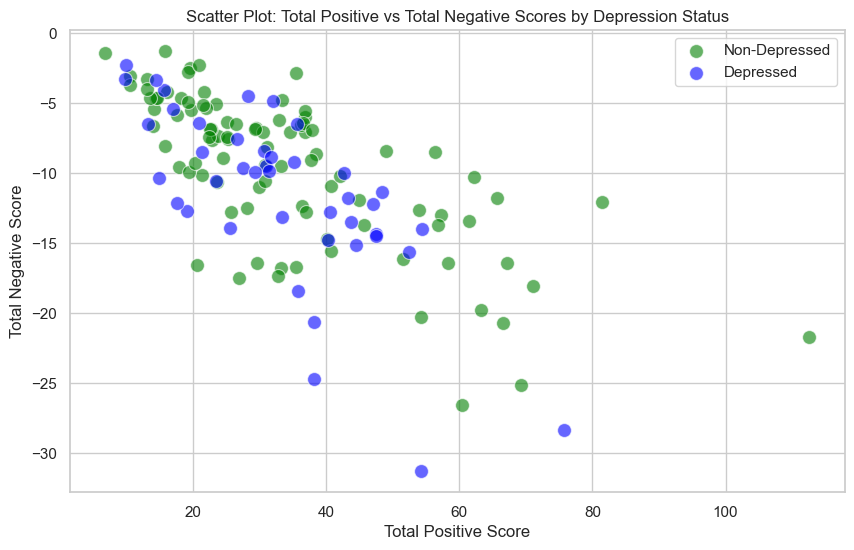 Scatter Plot: Total Positive vs Total Negative Scores by Depression Status
Non-Depressed
Depressed
Total Negative Score
0
−5
−10
−15
−20
−25
−30
20
40
60
80
100
Total Positive Score